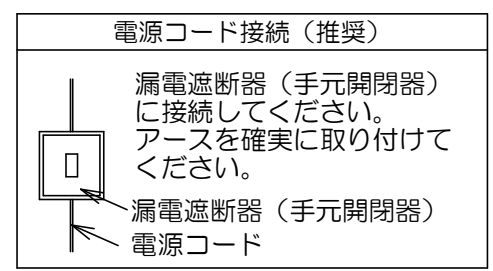 電源コード接続（推奨）
漏電遮断器（手元開閉器）
に接続してください。
アースを確実に取り付けて
ください。
漏電遮断器（手元開閉器）
電源コード